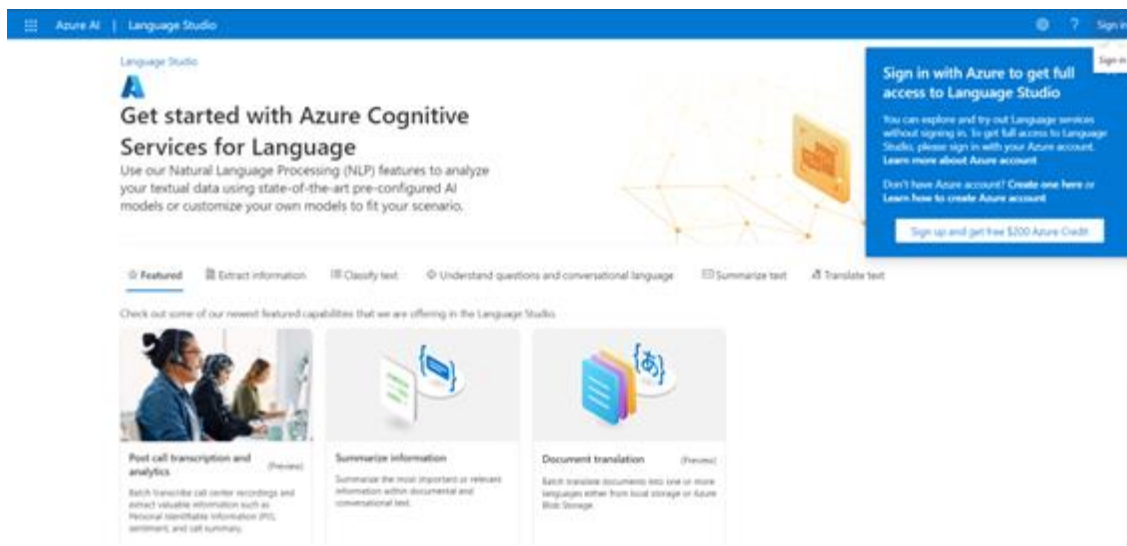 Azure AI | Language Studio
? Sign in
Sign in
Language Studio
Get started with Azure Cognitive
Services for Language
Use our Natural Language Processing (NLP) features to analyze
your textual data using state-of-the-art pre-configured AI
models or customize your own models to fit your scenario.
Sign in with Azure to get full
access to Language Studio
You can explore and try out Language services
without signing in. To get full access to Language
Studio, please sign in with your Azure account.
Learn more about Azure account
Don't have Azure account? Create one here or
Learn how to create Azure account
Sign up and get free $200 Azure Credit
Featured Extract information Classify text Understand questions and conversational language Summarize text Translate text
Check out some of our newest featured capabilities that we are offering in the Language Studio.
Post call transcription and
analytics (Preview)
Batch transcribe call center recordings and
extract valuable information such as
Personal Identifiable Information (PII),
sentiment, and call summary.
Summarize information
Summarize the most important or relevant
information within documental and
conversational text.
Document translation (Preview)
Batch translate documents into one or more
languages either from local storage or Azure
Blob Storage.